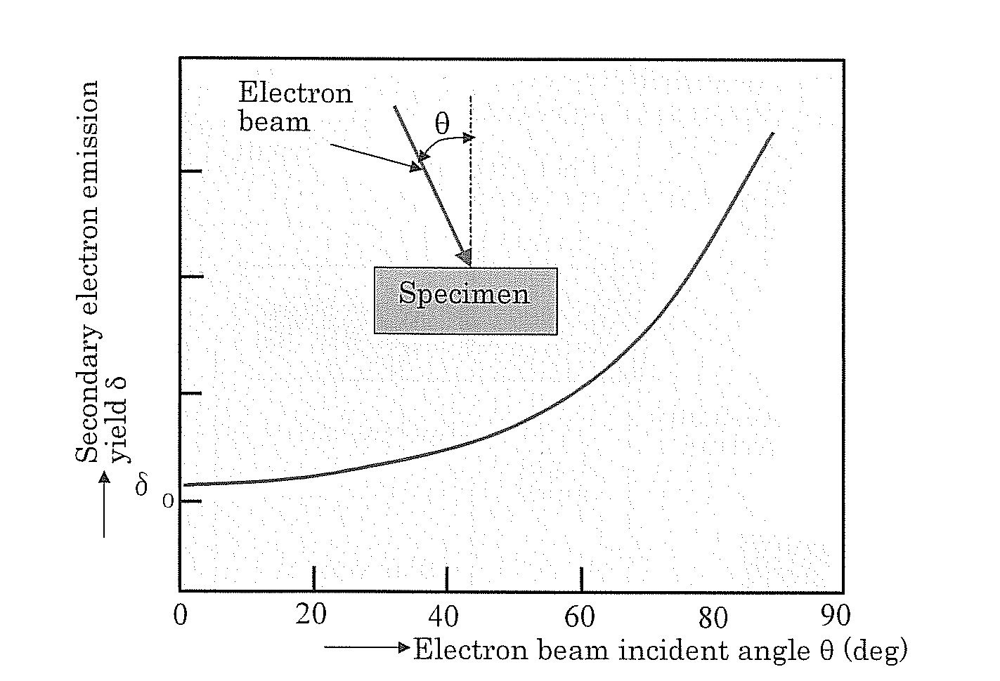 Electron
beam
θ
Specimen
Secondary electron emission
yield δ
δ
0
0 20 40 60 80 90
Electron beam incident angle θ (deg)